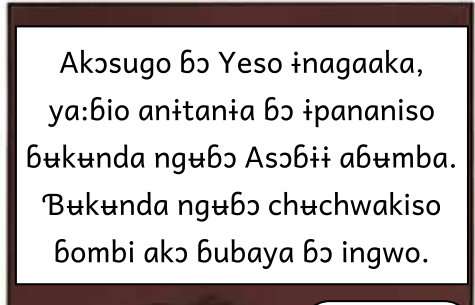 Akɔsugo ɓɔ Yeso ɨnagaaka,
ya:ɓio anɨtanɨa ɓɔ ɨpananiso
ɓʉkʉnda ngʉɓɔ Asɔɓɨɨ aɓʉmba.
Ɓʉkʉnda ngʉɓɔ chʉchwakiso
ɓombi akɔ ɓubaya ɓɔ ingwo.